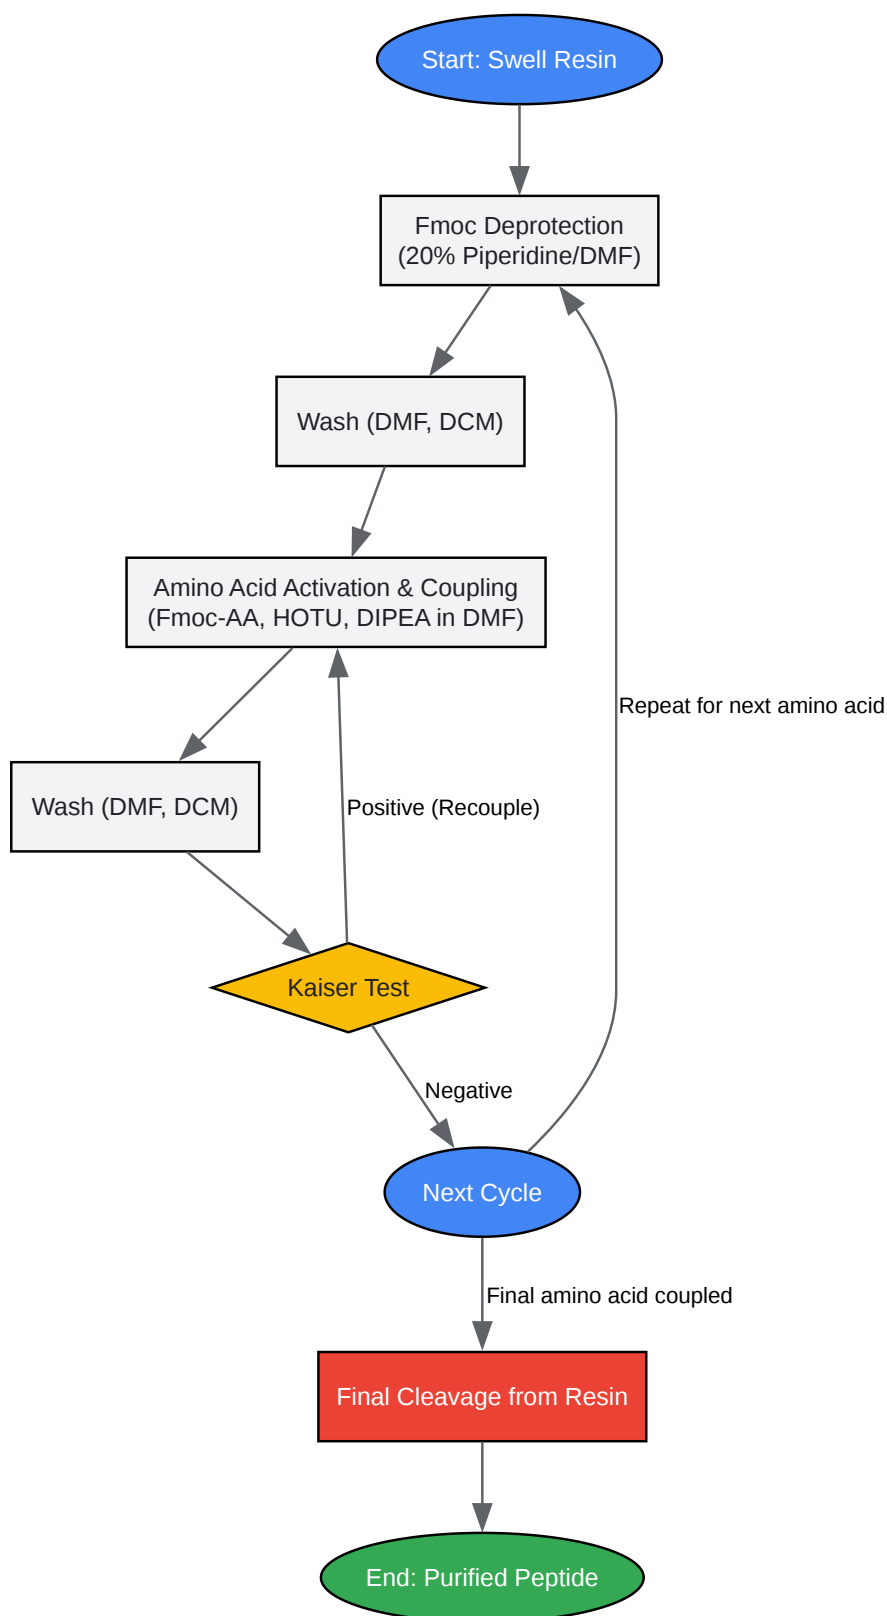 Start: Swell Resin
Fmoc Deprotection
(20% Piperidine/DMF)
Wash (DMF, DCM)
Amino Acid Activation & Coupling
(Fmoc-AA, HOTU, DIPEA in DMF)
Repeat for next amino acid
Wash (DMF, DCM)
Positive (Recouple)
Kaiser Test
Negative
Next Cycle
Final amino acid coupled
Final Cleavage from Resin
End: Purified Peptide